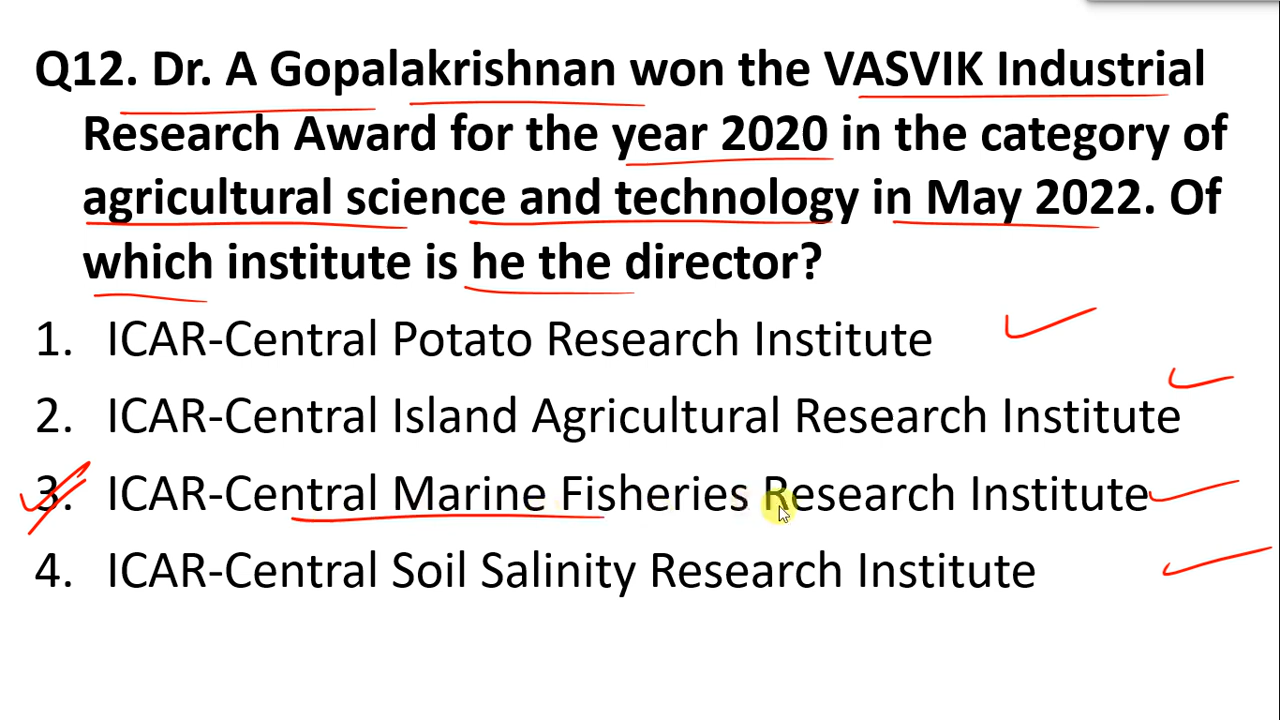 Q12. Dr. A Gopalakrishnan won the VASVIK Industrial
Research Award for the year 2020 in the category of
agricultural science and technology in May 2022. Of
which institute is he the director?
1. ICAR-Central Potato Research Institute
2. ICAR-Central Island Agricultural Research Institute
3. ICAR-Central Marine Fisheries Research Institute
4. ICAR-Central Soil Salinity Research Institute